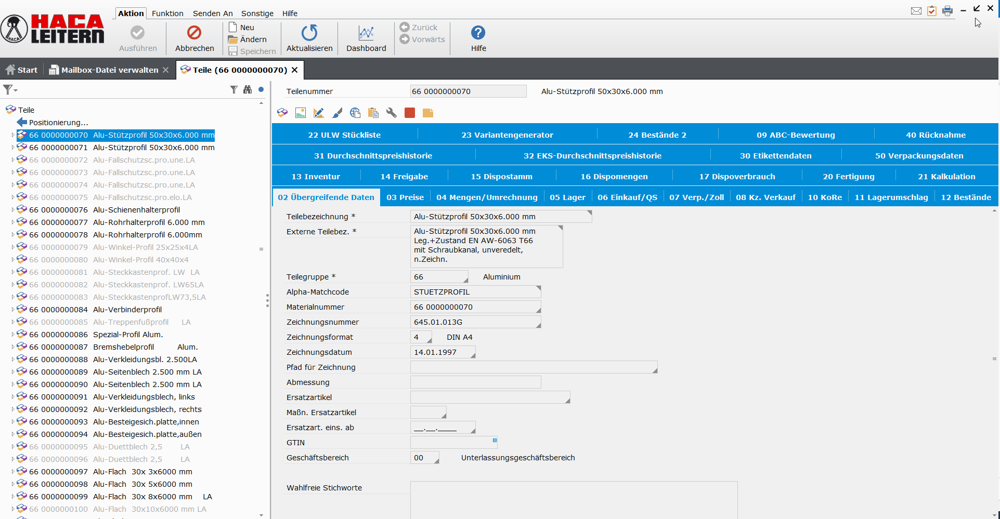 HACA
LEITERN
Aktion Funktion Senden An Sonstige Hilfe
Ausführen
Abbrechen
Neu
Ändern
Speichern
Aktualisieren
Dashboard
Zurück
Vorwärts
Hilfe
Start
Mailbox-Datei verwalten
Teile (66 0000000070)
Teile
Positionierung...
66 0000000070 Alu-Stützprofil 50x30x6.000 mm
66 0000000071 Alu-Stützprofil 50x30x6.000 mm
66 0000000072 Alu-Fallschutzsc.pro.une.LA
66 0000000073 Alu-Fallschutzsc.pro.une.LA
66 0000000074 Alu-Fallschutzsc.pro.une.LA
66 0000000075 Alu-Fallschutzsc.pro.elo.LA
66 0000000076 Alu-Schienenhalterprofil
66 0000000077 Alu-Rohrhalterprofil 6.000 mm
66 0000000078 Alu-Rohrhalterprofil 6.000mm
66 0000000079 Alu-Winkel-Profil 25x25x4LA
66 0000000080 Alu-Winkel-Profil 40x40x4
66 0000000081 Alu-Steckkastenprof. LW LA
66 0000000082 Alu-Steckkastenprof. LW65LA
66 0000000083 Alu-SteckkastenprofLW73,5LA
66 0000000084 Alu-Verbinderprofil
66 0000000085 Alu-Treppenfußprofil LA
66 0000000086 Spezial-Profil Alum.
66 0000000087 Bremshebelprofil Alum.
66 0000000088 Alu-Verkleidungsbl. 2.500LA
66 0000000089 Alu-Seitenblech 2.500 mm LA
66 0000000090 Alu-Seitenblech 2.500 mm LA
66 0000000091 Alu-Verkleidungsblech, links
66 0000000092 Alu-Verkleidungsblech, rechts
66 0000000093 Alu-Besteigesich.platte,innen
66 0000000094 Alu-Besteigesich.platte,außen
66 0000000095 Alu-Duettblech 2,5 LA
66 0000000096 Alu-Duettblech 2,5 LA
66 0000000097 Alu-Flach 30x 3x6000 mm
66 0000000098 Alu-Flach 30x 5x6000 mm
66 0000000099 Alu-Flach 30x 8x6000 mm LA
66 0000000100 Alu-Flach 30x10x6000 mm LA
Teilenummer 66 0000000070 Alu-Stützprofil 50x30x6.000 mm
22 ULW Stückliste 23 Variantengenerator 24 Bestände 2 09 ABC-Bewertung 40 Rücknahme
31 Durchschnittspreishistorie 32 EKS-Durchschnittspreishistorie 30 Etikettendaten 50 Verpackungsdaten
13 Inventur 14 Freigabe 15 Dispostamm 16 Dispomengen 17 Dispoverbrauch 20 Fertigung 21 Kalkulation
02 Übergreifende Daten 03 Preise 04 Mengen/Umrechnung 05 Lager 06 Einkauf/QS 07 Verp./Zoll 08 Kz. Verkauf 10 KoRe 11 Lagerumschlag 12 Bestände
Teilebezeichnung * Alu-Stützprofil 50x30x6.000 mm
Externe Teilebez. * Alu-Stützprofil 50x30x6.000 mm
Leg.+Zustand EN AW-6063 T66
mit Schraubkanal, unveredelt,
n.Zeichn.
Teilegruppe * 66 Aluminium
Alpha-Matchcode STUETZPROFIL
Materialnummer 66 0000000070
Zeichnungsnummer 645.01.013G
Zeichnungsformat 4 DIN A4
Zeichnungsdatum 14.01.1997
Pfad für Zeichnung
Abmessung
Ersatzartikel
Maßn. Ersatzartikel
Ersatzart. eins. ab __.__.____
GTIN
Geschäftsbereich 00 Unterlassungsgeschäftsbereich
Wahlfreie Stichworte